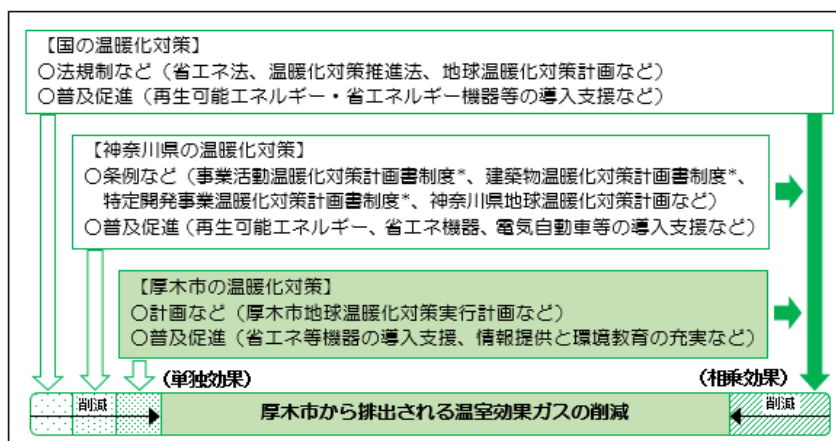 【国の温暖化対策】
○法規制など（省エネ法、温暖化対策推進法、地球温暖化対策計画など）
○普及促進（再生可能エネルギー・省エネルギー機器等の導入支援など）
【神奈川県の温暖化対策】
○条例など（事業活動温暖化対策計画書制度*、建築物温暖化対策計画書制度*、
特定開発事業温暖化対策計画書制度*、神奈川県地球温暖化対策計画など）
○普及促進（再生可能エネルギー、省エネ機器、電気自動車等の導入支援など）
【厚木市の温暖化対策】
○計画など（厚木市地球温暖化対策実行計画など）
○普及促進（省エネ等機器の導入支援、情報提供と環境教育の充実など）
（単独効果）
（相乗効果）
削減
厚木市から排出される温室効果ガスの削減
削減